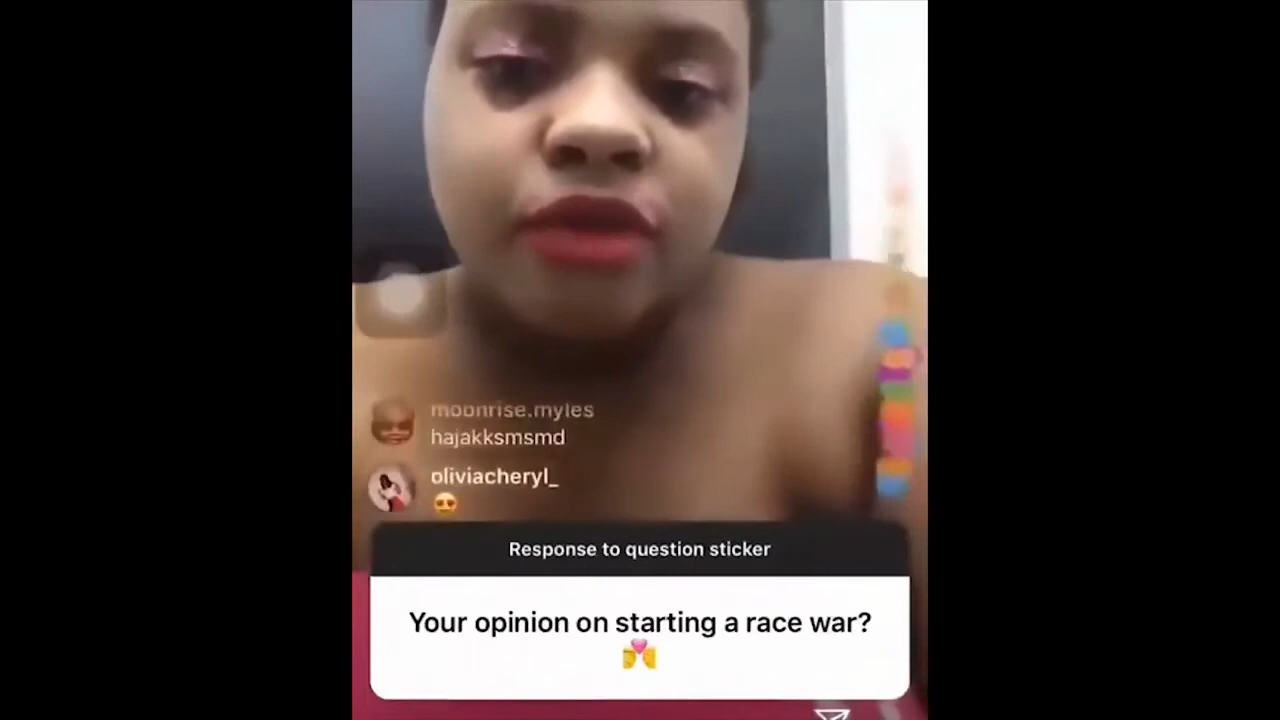 moonrise.myles
hajakksmsmd
oliviacheryl_
😍
Response to question sticker
Your opinion on starting a race war?